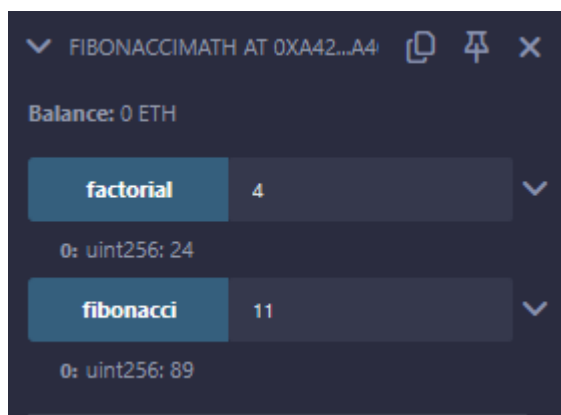 FIBONACCIMATH AT 0XA42...A4
Balance: 0 ETH
factorial 4
0: uint256: 24
fibonacci 11
0: uint256: 89